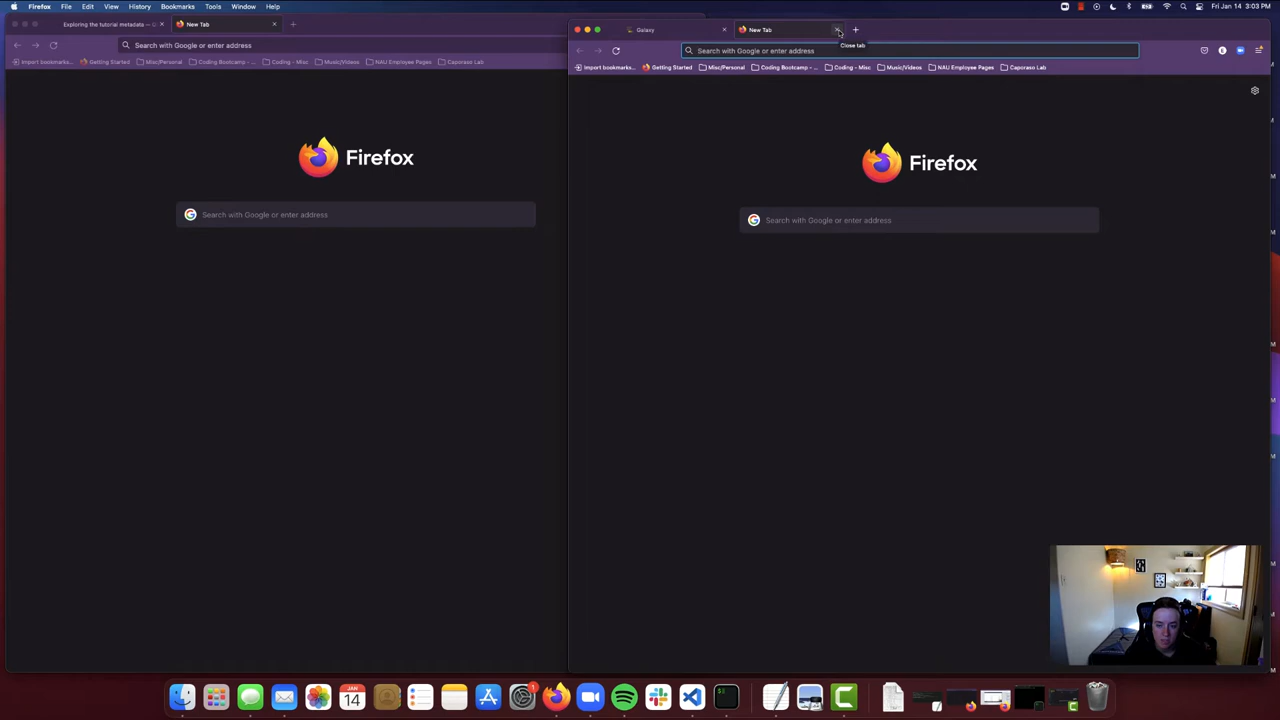 Firefox File Edit View History Bookmarks Tools Window Help
Fri Jan 14 3:03 PM
Exploring the tutorial metadata —
New Tab
Search with Google or enter address
Import bookmarks...
Getting Started
Misc/Personal
Coding Bootcamp - ...
Coding - Misc
Music/Videos
NAU Employee Pages
Caporaso Lab
Firefox
Search with Google or enter address
Galaxy
New Tab
Close tab
Search with Google or enter address
Import bookmarks...
Getting Started
Misc/Personal
Coding Bootcamp - ...
Coding - Misc
Music/Videos
NAU Employee Pages
Caporaso Lab
Firefox
Search with Google or enter address
JAN
14
1